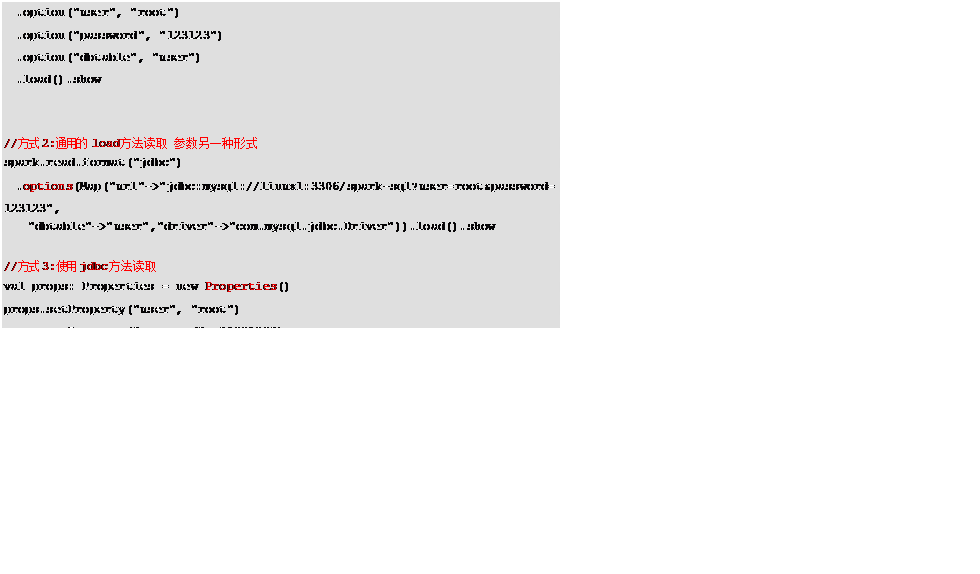 .option("user", "root")
.option("password", "123123")
.option("dbtable", "user")
.load().show
//方式 2:通用的 load方法读取 参数另一种形式
spark.read.format("jdbc")
.options(Map("url"->"jdbc:mysql://linux1:3306/spark-sql?user=root&password=
123123",
"dbtable"->"user","driver"->"com.mysql.jdbc.Driver")).load().show
//方式 3:使用 jdbc方法读取
val props: Properties = new Properties()
props.setProperty("user", "root")